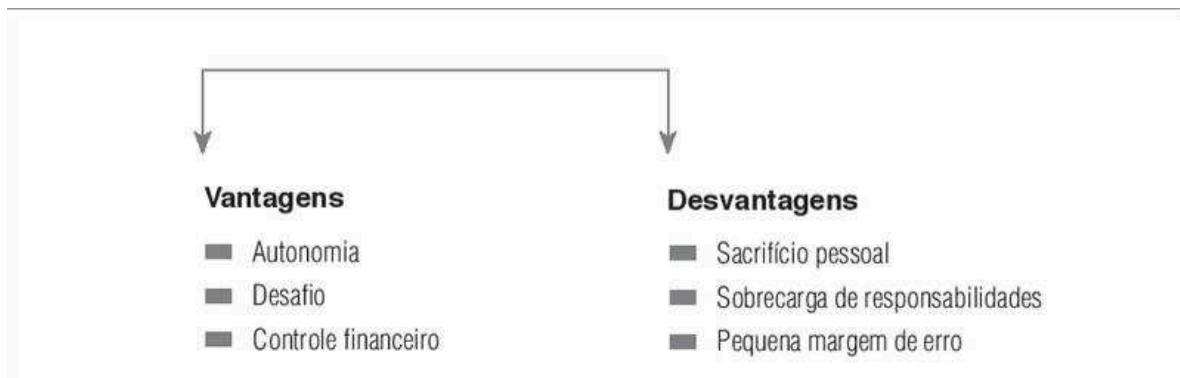 Vantagens
Autonomia
Desafio
Controle financeiro
Desvantagens
Sacrifício pessoal
Sobrecarga de responsabilidades
Pequena margem de erro